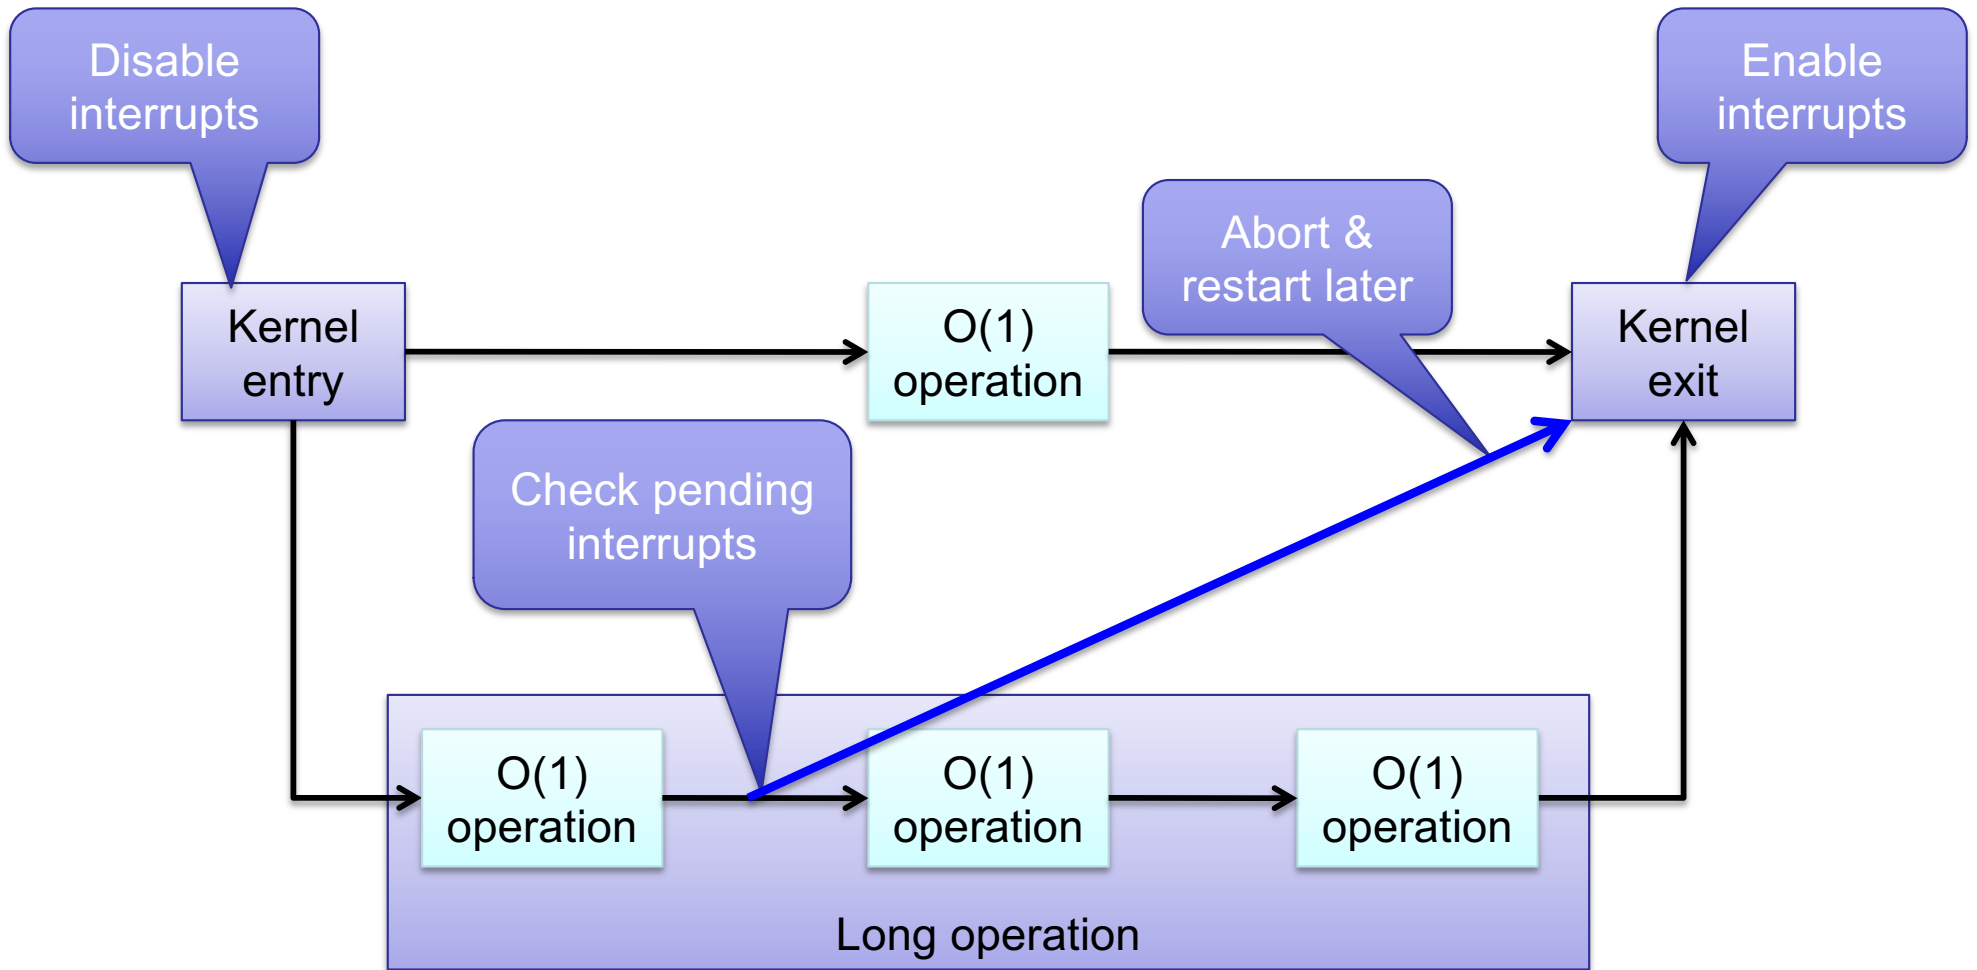 Disable
interrupts
Enable
interrupts
Abort &
restart later
Kernel
entry
O(1)
operation
Kernel
exit
Check pending
interrupts
O(1)
operation
O(1)
operation
O(1)
operation
Long operation